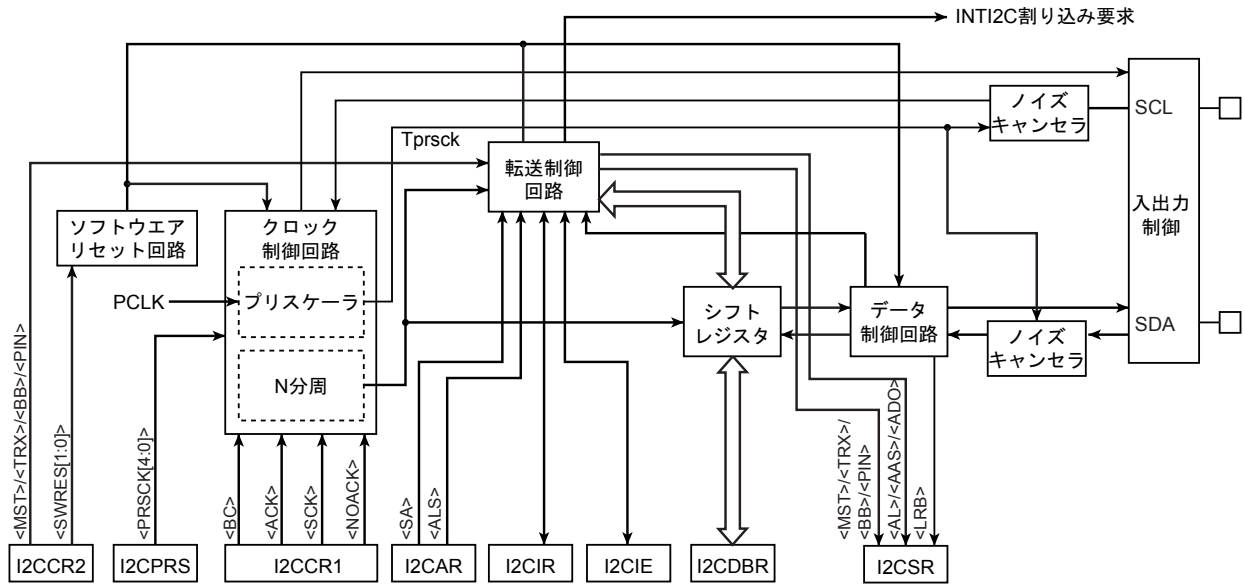 INTI2C割り込み要求
ノイズ
キャンセラ
SCL
Tprsck
転送制御
回路
入出力
制御
ソフトウエア
リセット回路
クロック
制御回路
PCLK
プリスケーラ
シフト
レジスタ
データ
制御回路
SDA
ノイズ
キャンセラ
N分周
<MST>/<TRX>/<BB>/<PIN>
<SWRES[1:0]>
<PRSCK[4:0]>
<BC>
<ACK>
<SCK>
<NOACK>
<SA>
<ALS>
<MST>/<TRX>/
<BB>/<PIN>
<AL>/<AAS>/<ADO>
<LRB>
I2CCR2
I2CPRS
I2CCR1
I2CAR
I2CIR
I2CIE
I2CDBR
I2CSR